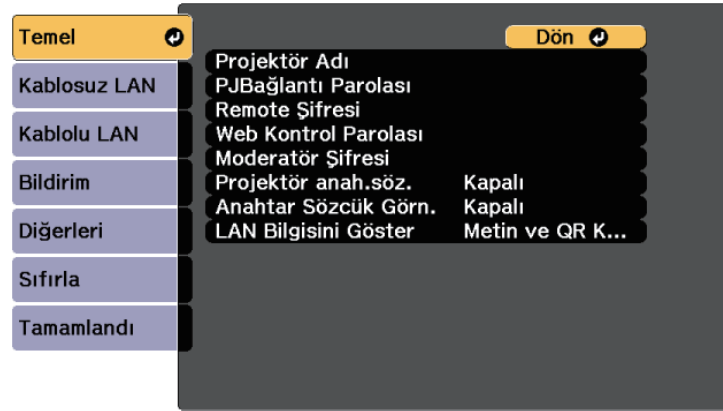 Temel
Kablosuz LAN
Kablolu LAN
Bildirim
Diğerleri
Sıfırla
Tamamlandı
Dön
Projektör Adı
PJBağlantı Parolası
Remote Şifresi
Web Kontrol Parolası
Moderatör Şifresi
Projektör anah.söz. Kapalı
Anahtar Sözcük Görn. Kapalı
LAN Bilgisini Göster Metin ve QR K...